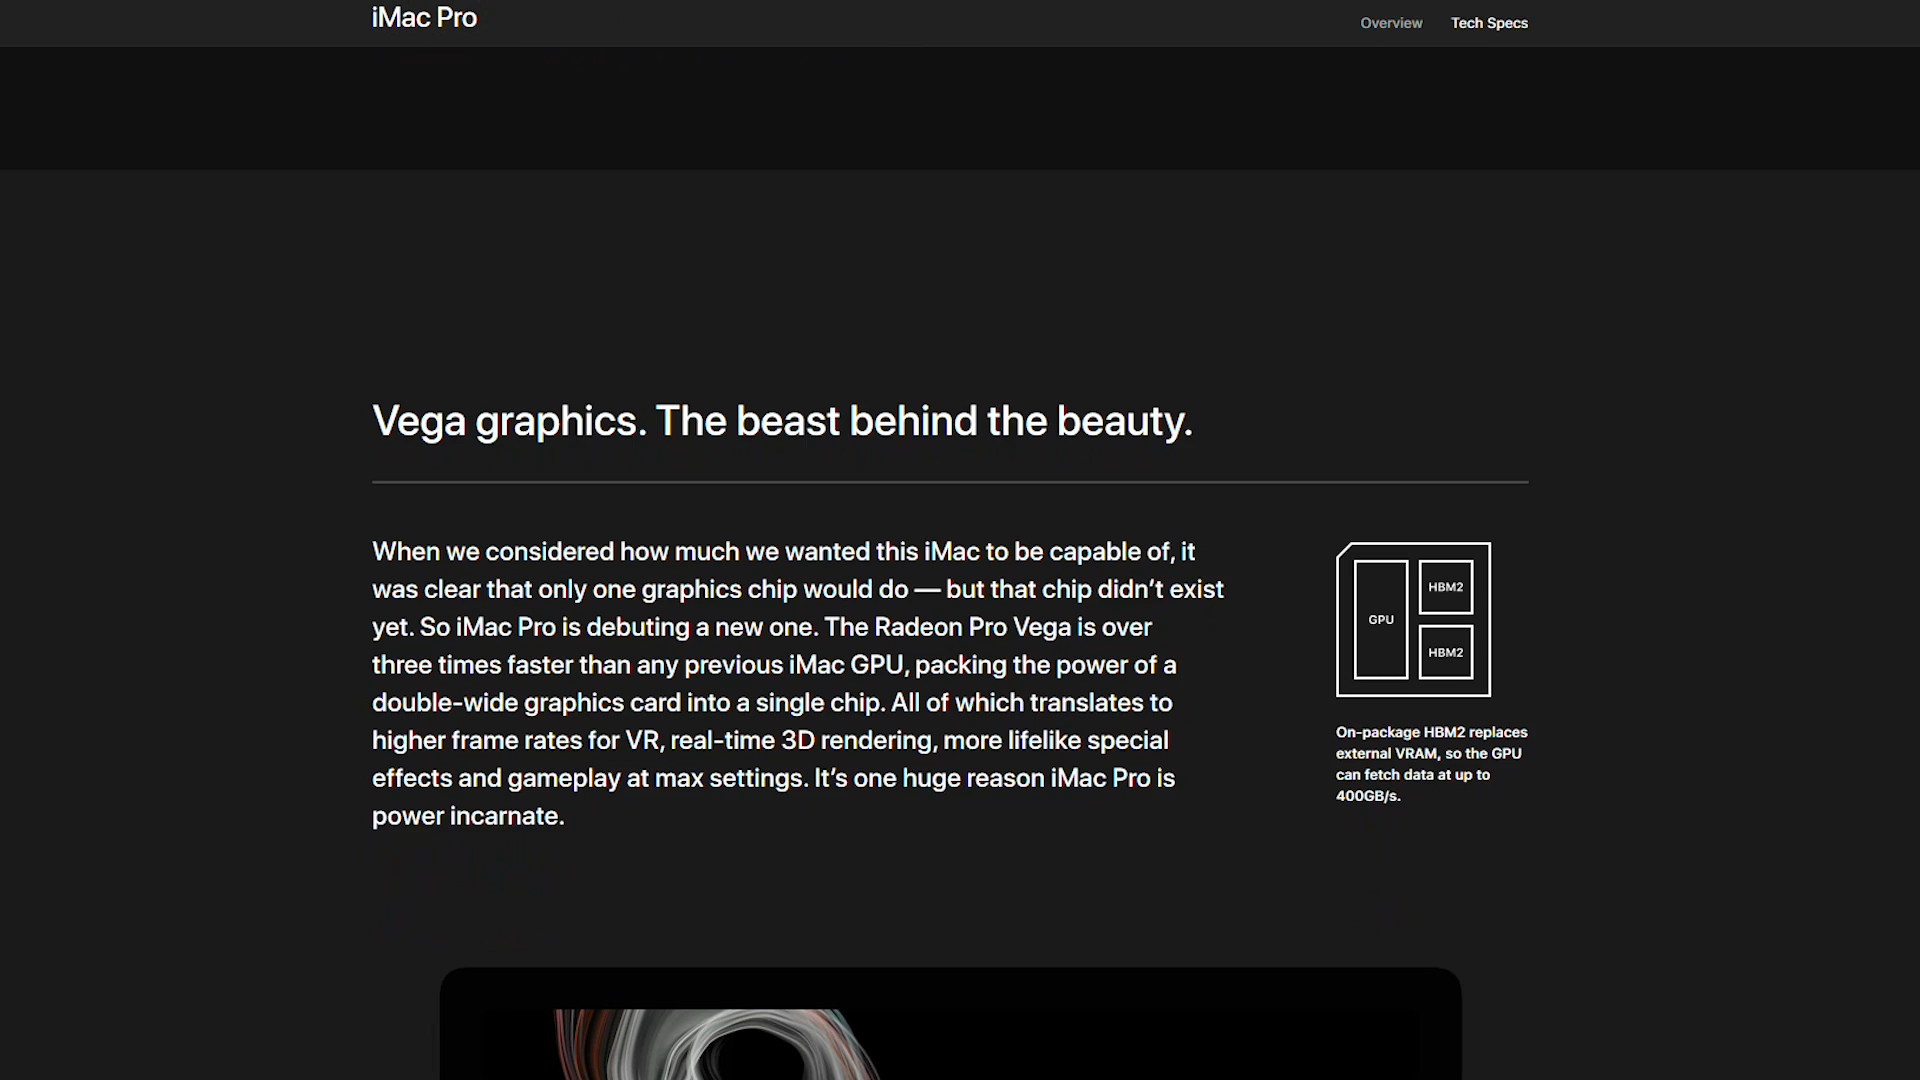 iMac Pro
Overview
Tech Specs
Vega graphics. The beast behind the beauty.
When we considered how much we wanted this iMac to be capable of, it
was clear that only one graphics chip would do — but that chip didn’t exist
yet. So iMac Pro is debuting a new one. The Radeon Pro Vega is over
three times faster than any previous iMac GPU, packing the power of a
double-wide graphics card into a single chip. All of which translates to
higher frame rates for VR, real-time 3D rendering, more lifelike special
effects and gameplay at max settings. It’s one huge reason iMac Pro is
power incarnate.
GPU
HBM2
HBM2
On-package HBM2 replaces
external VRAM, so the GPU
can fetch data at up to
400GB/s.